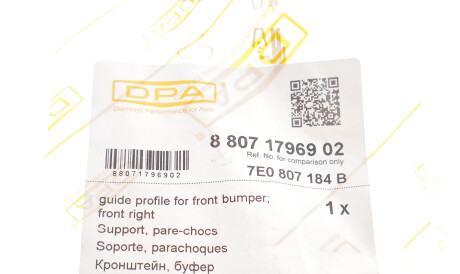 DPA
Diamond Performance for Auto
8 807 17969 02
Ref. No. for comparison only
88071796902
7E0 807 184 B
guide profile for front bumper;
front right
1 x
Support, pare-chocs
Soporte, parachoques
Кронштейн, буфер